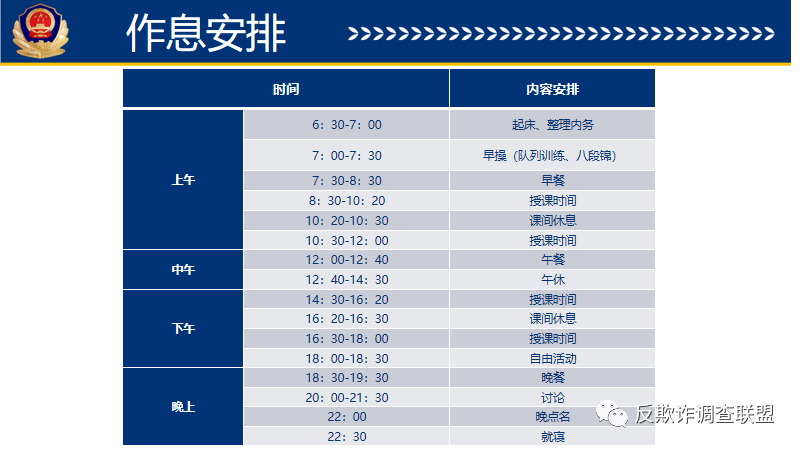 作息安排
时间 内容安排
上午
6：30-7：00 起床、整理内务
7：00-7：30 早操（队列训练、八段锦）
7：30-8：30 早餐
8：30-10：20 授课时间
10：20-10：30 课间休息
10：30-12：00 授课时间
中午
12：00-12：40 午餐
12：40-14：30 午休
下午
14：30-16：20 授课时间
16：20-16：30 课间休息
16：30-18：00 授课时间
18：00-18：30 自由活动
晚上
18：30-19：30 晚餐
20：00-21：30 讨论
22：00 晚点名
22：30 就寝
反欺诈调查联盟